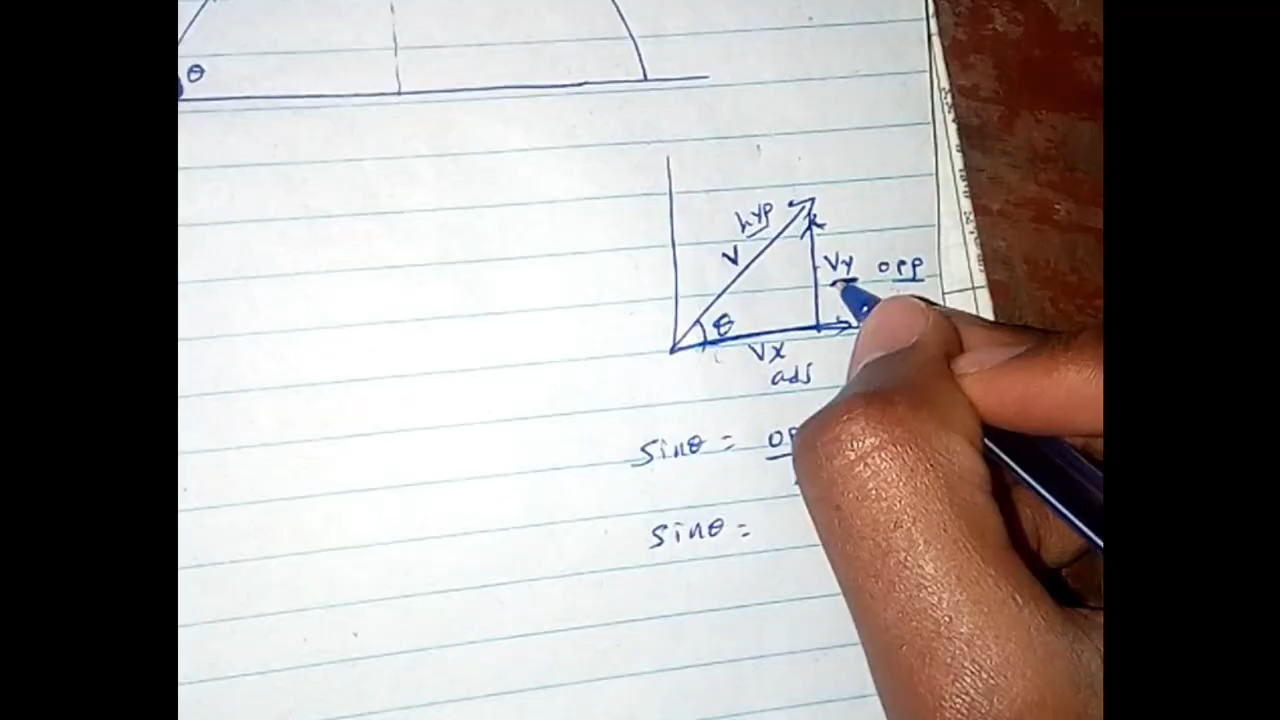 θ
hyp
V
Vy opp
θ
Vx
adj
sinθ =
sinθ =